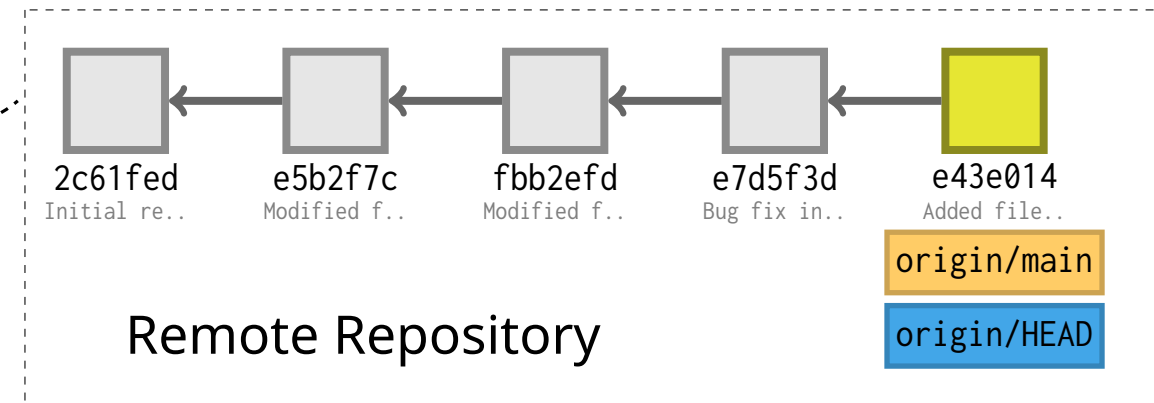 2c61fed e5b2f7c fbb2efd e7d5f3d e43e014
Initial re.. Modified f.. Modified f.. Bug fix in.. Added file..
origin/main
Remote Repository
origin/HEAD